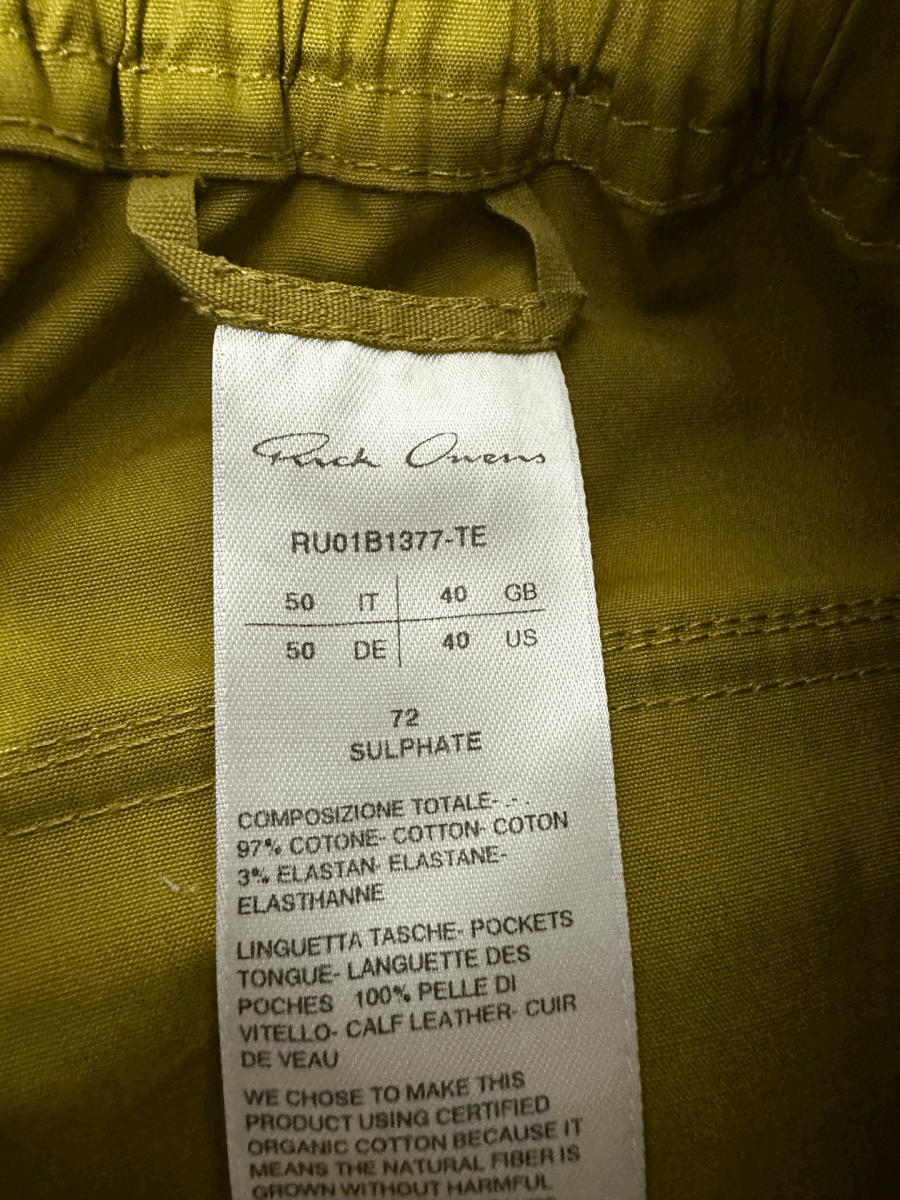 Rick Owens
RU01B1377-TE
50 IT 40 GB
50 DE 40 US
72
SULPHATE
COMPOSIZIONE TOTALE- .- .
97% COTONE- COTTON- COTON
3% ELASTAN- ELASTANE-
ELASTHANNE
LINGUETTA TASCHE- POCKETS
TONGUE- LANGUETTE DES
POCHES 100% PELLE DI
VITELLO- CALF LEATHER- CUIR
DE VEAU
WE CHOSE TO MAKE THIS
PRODUCT USING CERTIFIED
ORGANIC COTTON BECAUSE IT
MEANS THE NATURAL FIBER IS
GROWN WITHOUT HARMFUL